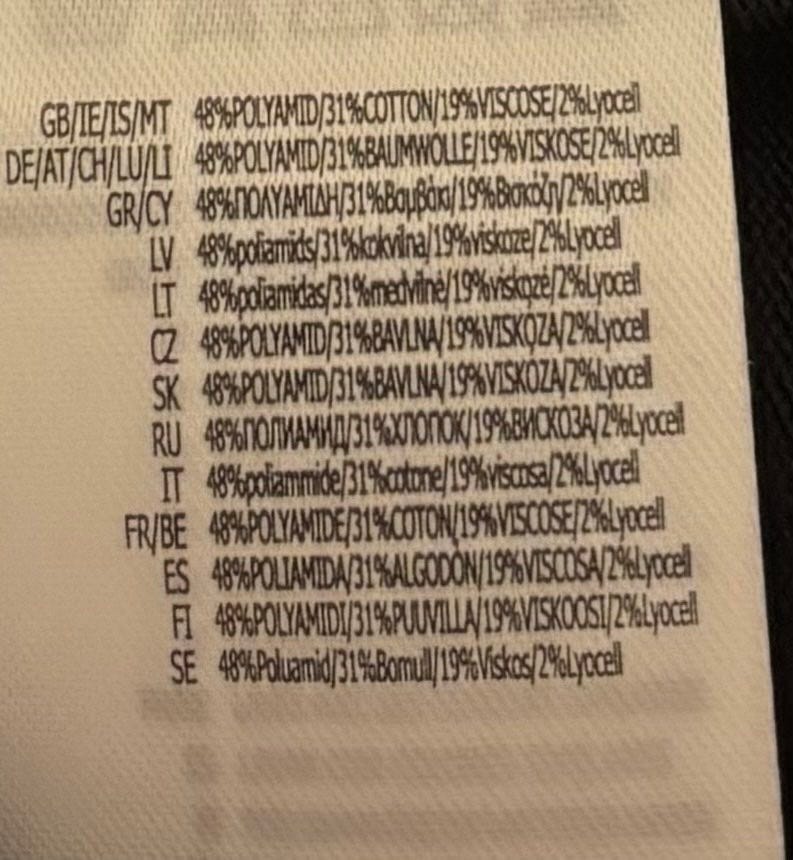 GB/IE/IS/MT 48%POLYAMID/31%COTTON/19%VISCOSE/2%Lyocell
DE/AT/CH/LU/LI 48%POLYAMID/31%BAUMWOLLE/19%VISKOSE/2%Lyocell
GR/CY 48%ΠΟΛΥΑΜΙΔΗ/31%Βαμβάκι/19%Βισκόζη/2%Lyocell
LV 48%poliamids/31%kokvilna/19%viskoze/2%Lyocell
LT 48%poliamidas/31%medvilnė/19%viskozė/2%Lyocell
CZ 48%POLYAMID/31%BAVLNA/19%VISKÓZA/2%Lyocell
SK 48%POLYAMID/31%BAVLNA/19%VISKÓZA/2%Lyocell
RU 48%ПОЛИАМИД/31%ХЛОПОК/19%ВИСКОЗА/2%Lyocell
IT 48%poliammide/31%cotone/19%viscosa/2%Lyocell
FR/BE 48%POLYAMIDE/31%COTON/19%VISCOSE/2%Lyocell
ES 48%POLIAMIDA/31%ALGODÓN/19%VISCOSA/2%Lyocell
FI 48%POLYAMIDI/31%PUUVILLA/19%VISKOOSI/2%Lyocell
SE 48%Poluamid/31%Bomull/19%Viskos/2%Lyocell